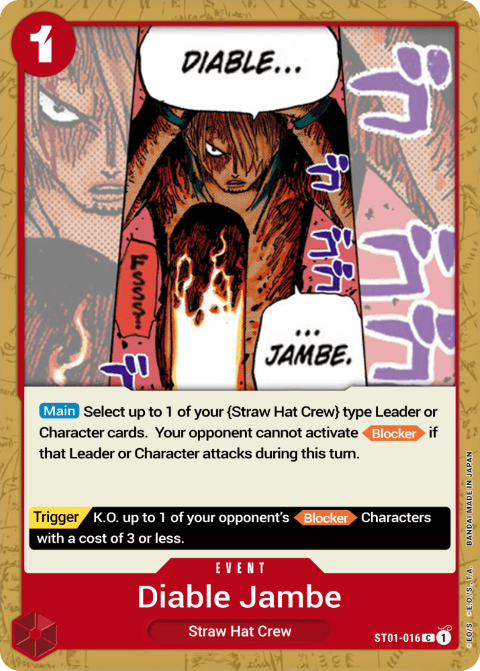 1
DIABLE...
...
JAMBE.
Main Select up to 1 of your {Straw Hat Crew} type Leader or
Character cards. Your opponent cannot activate Blocker if
that Leader or Character attacks during this turn.
Trigger K.O. up to 1 of your opponent's Blocker Characters
with a cost of 3 or less.
EVENT
Diable Jambe
Straw Hat Crew
ST01-016 C 1
BANDAI MADE IN JAPAN